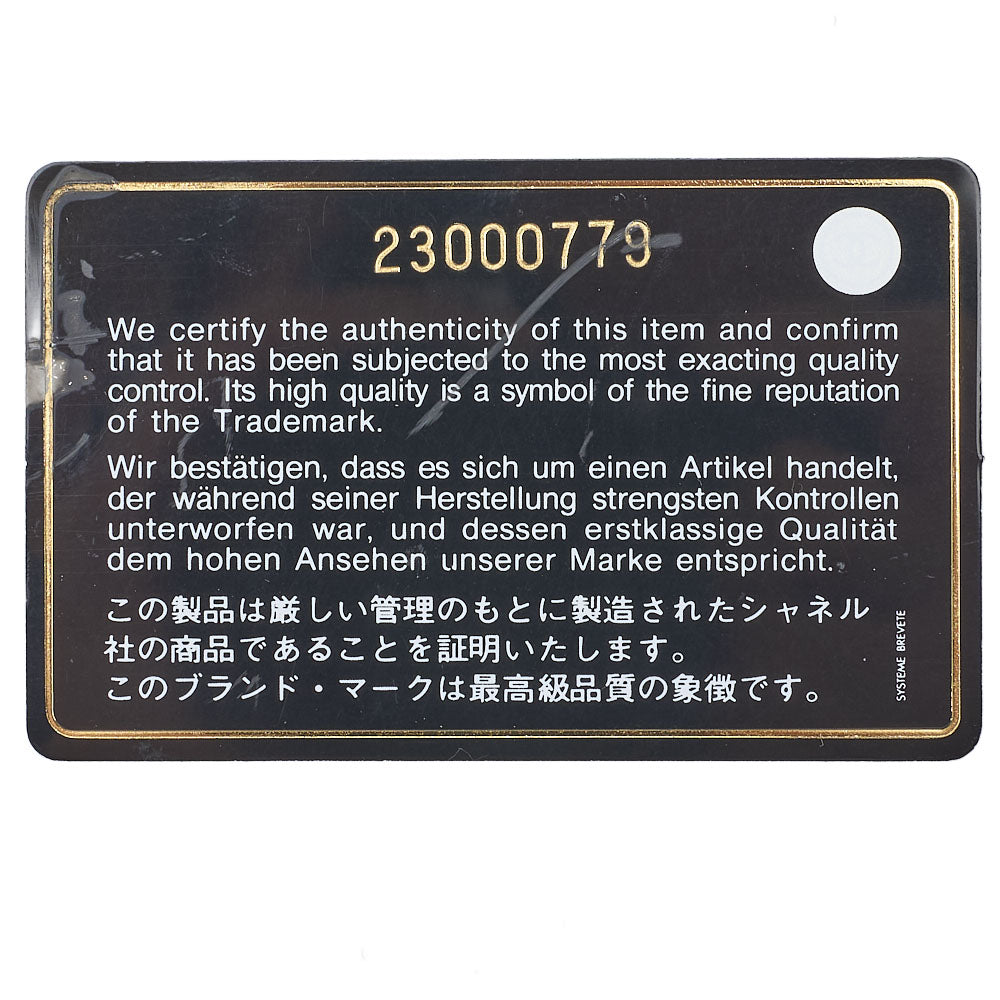 23000779
We certify the authenticity of this item and confirm
that it has been subjected to the most exacting quality
control. Its high quality is a symbol of the fine reputation
of the Trademark.
Wir bestätigen, dass es sich um einen Artikel handelt,
der während seiner Herstellung strengsten Kontrollen
unterworfen war, und dessen erstklassige Qualität
dem hohen Ansehen unserer Marke entspricht.
この製品は厳しい管理のもとに製造されたシャネル
社の商品であることを証明いたします。
このブランド・マークは最高級品質の象徴です。
SYSTEME BREVETE